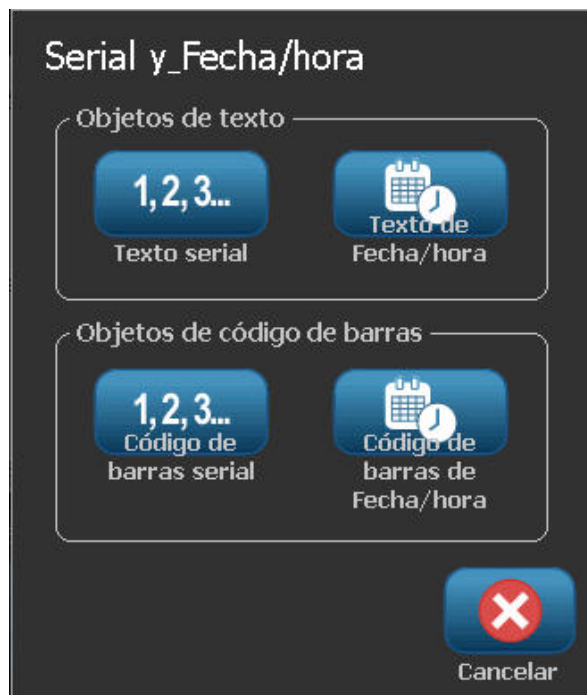 Serial y_Fecha/hora
Objetos de texto
1, 2, 3...
Texto serial
Texto de
Fecha/hora
Objetos de código de barras
1, 2, 3...
Código de
barras serial
Código de
barras de
Fecha/hora
Cancelar